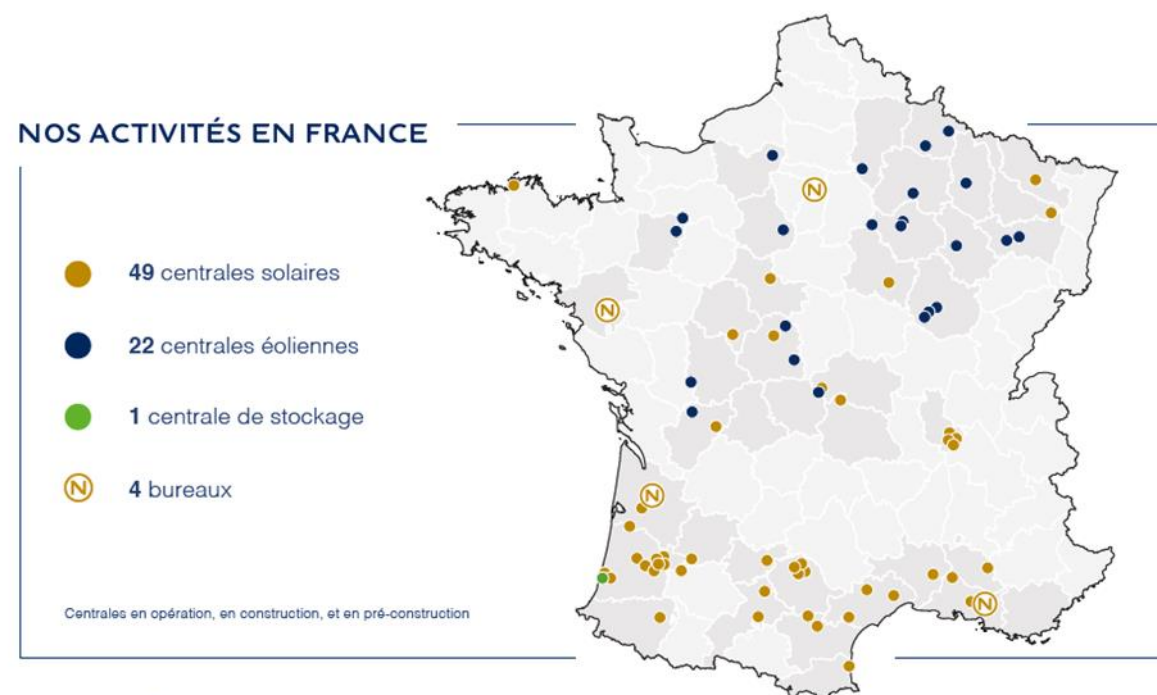 NOS ACTIVITÉS EN FRANCE
49 centrales solaires
22 centrales éoliennes
1 centrale de stockage
N 4 bureaux
Centrales en opération, en construction, et en pré-construction
N
N
N
N